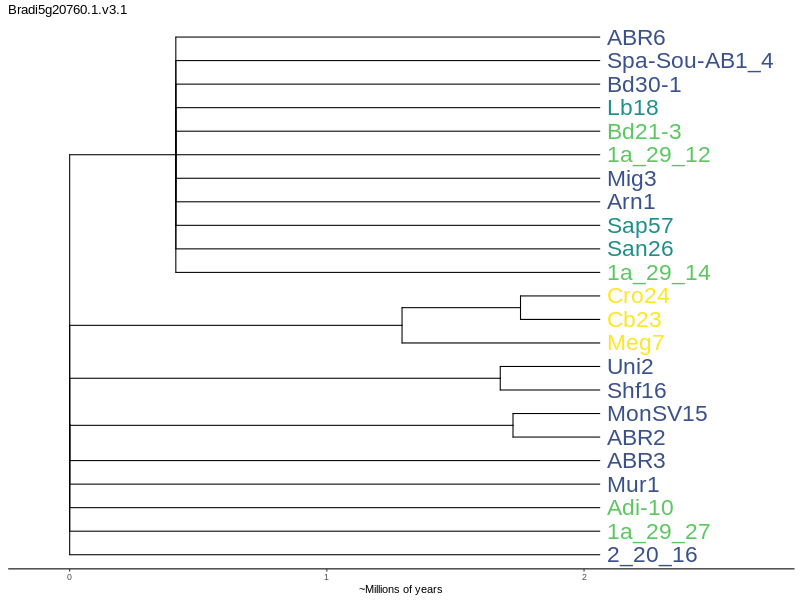 Bradi5g20760.1.v3.1
ABR6
Spa-Sou-AB1_4
Bd30-1
Lb18
Bd21-3
1a_29_12
Mig3
Arn1
Sap57
San26
1a_29_14
Cro24
Cb23
Meg7
Uni2
Shf16
MonSV15
ABR2
ABR3
Mur1
Adi-10
1a_29_27
2_20_16
0 1 2
~Millions of years